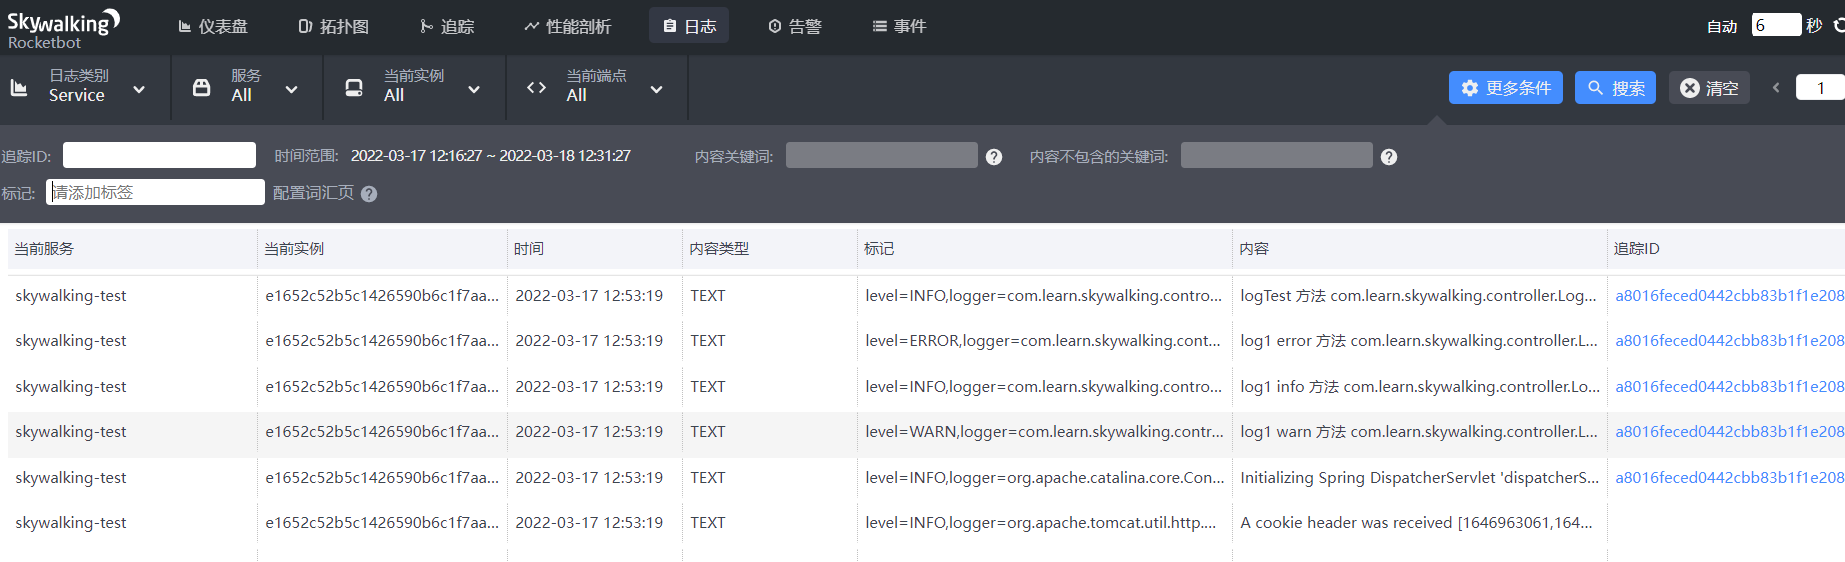 Skywalking
Rocketbot
仪表盘 拓扑图 追踪 性能剖析 日志 告警 事件 自动 6 秒
日志类别 服务 当前实例 当前端点
Service All All All 更多条件 搜索 清空 1
追踪ID: 时间范围: 2022-03-17 12:16:27 ~ 2022-03-18 12:31:27 内容关键词: ? 内容不包含的关键词: ?
标记: 请添加标签 配置词汇页 ?
当前服务 当前实例 时间 内容类型 标记 内容 追踪ID
skywalking-test e1652c52b5c1426590b6c1f7aa... 2022-03-17 12:53:19 TEXT level=INFO,logger=com.learn.skywalking.contro... logTest 方法 com.learn.skywalking.controller.Log... a8016feced0442cbb83b1f1e208
skywalking-test e1652c52b5c1426590b6c1f7aa... 2022-03-17 12:53:19 TEXT level=ERROR,logger=com.learn.skywalking.cont... log1 error 方法 com.learn.skywalking.controller.L... a8016feced0442cbb83b1f1e208
skywalking-test e1652c52b5c1426590b6c1f7aa... 2022-03-17 12:53:19 TEXT level=INFO,logger=com.learn.skywalking.contro... log1 info 方法 com.learn.skywalking.controller.Lo... a8016feced0442cbb83b1f1e208
skywalking-test e1652c52b5c1426590b6c1f7aa... 2022-03-17 12:53:19 TEXT level=WARN,logger=com.learn.skywalking.contr... log1 warn 方法 com.learn.skywalking.controller.L... a8016feced0442cbb83b1f1e208
skywalking-test e1652c52b5c1426590b6c1f7aa... 2022-03-17 12:53:19 TEXT level=INFO,logger=org.apache.catalina.core.Con... Initializing Spring DispatcherServlet 'dispatcherS... a8016feced0442cbb83b1f1e208
skywalking-test e1652c52b5c1426590b6c1f7aa... 2022-03-17 12:53:19 TEXT level=INFO,logger=org.apache.tomcat.util.http.... A cookie header was received [1646963061,164...